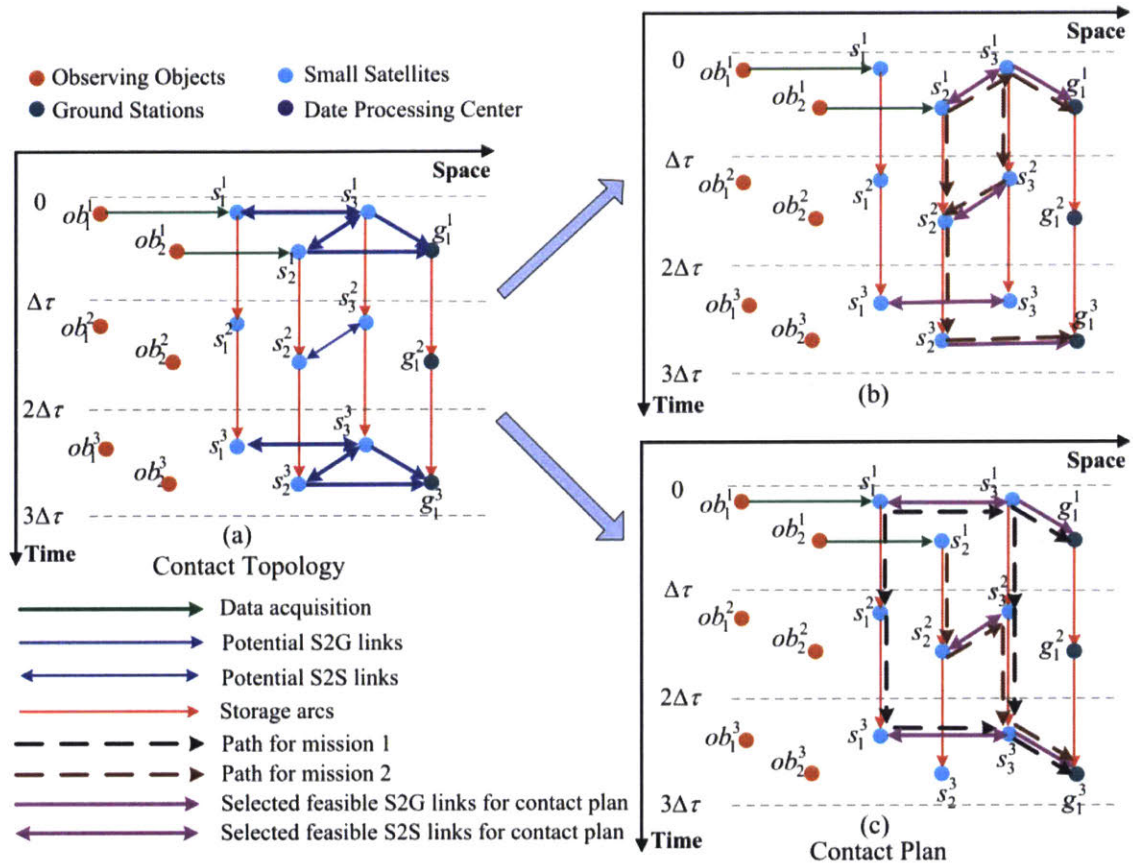 Observing Objects
Small Satellites
Ground Stations
Date Processing Center
Space
0
ob_1^1
s_1^1
s_3^1
ob_2^1
s_2^1
g_1^1
Δτ
ob_1^2
s_1^2
s_3^2
ob_2^2
s_2^2
g_1^2
2Δτ
ob_1^3
s_1^3
s_3^3
ob_2^3
s_2^3
g_1^3
3Δτ
Time
(a)
Contact Topology
Data acquisition
Potential S2G links
Potential S2S links
Storage arcs
Path for mission 1
Path for mission 2
Selected feasible S2G links for contact plan
Selected feasible S2S links for contact plan
Space
0
ob_1^1
s_1^1
s_3^1
ob_2^1
s_2^1
g_1^1
Δτ
ob_1^2
s_1^2
s_3^2
ob_2^2
s_2^2
g_1^2
2Δτ
ob_1^3
s_1^3
s_3^3
ob_2^3
s_2^3
g_1^3
3Δτ
Time
(b)
Space
0
ob_1^1
s_1^1
s_3^1
ob_2^1
s_2^1
g_1^1
Δτ
ob_1^2
s_1^2
s_3^2
ob_2^2
s_2^2
g_1^2
2Δτ
ob_1^3
s_1^3
s_3^3
ob_2^3
s_2^3
g_1^3
3Δτ
Time
(c)
Contact Plan